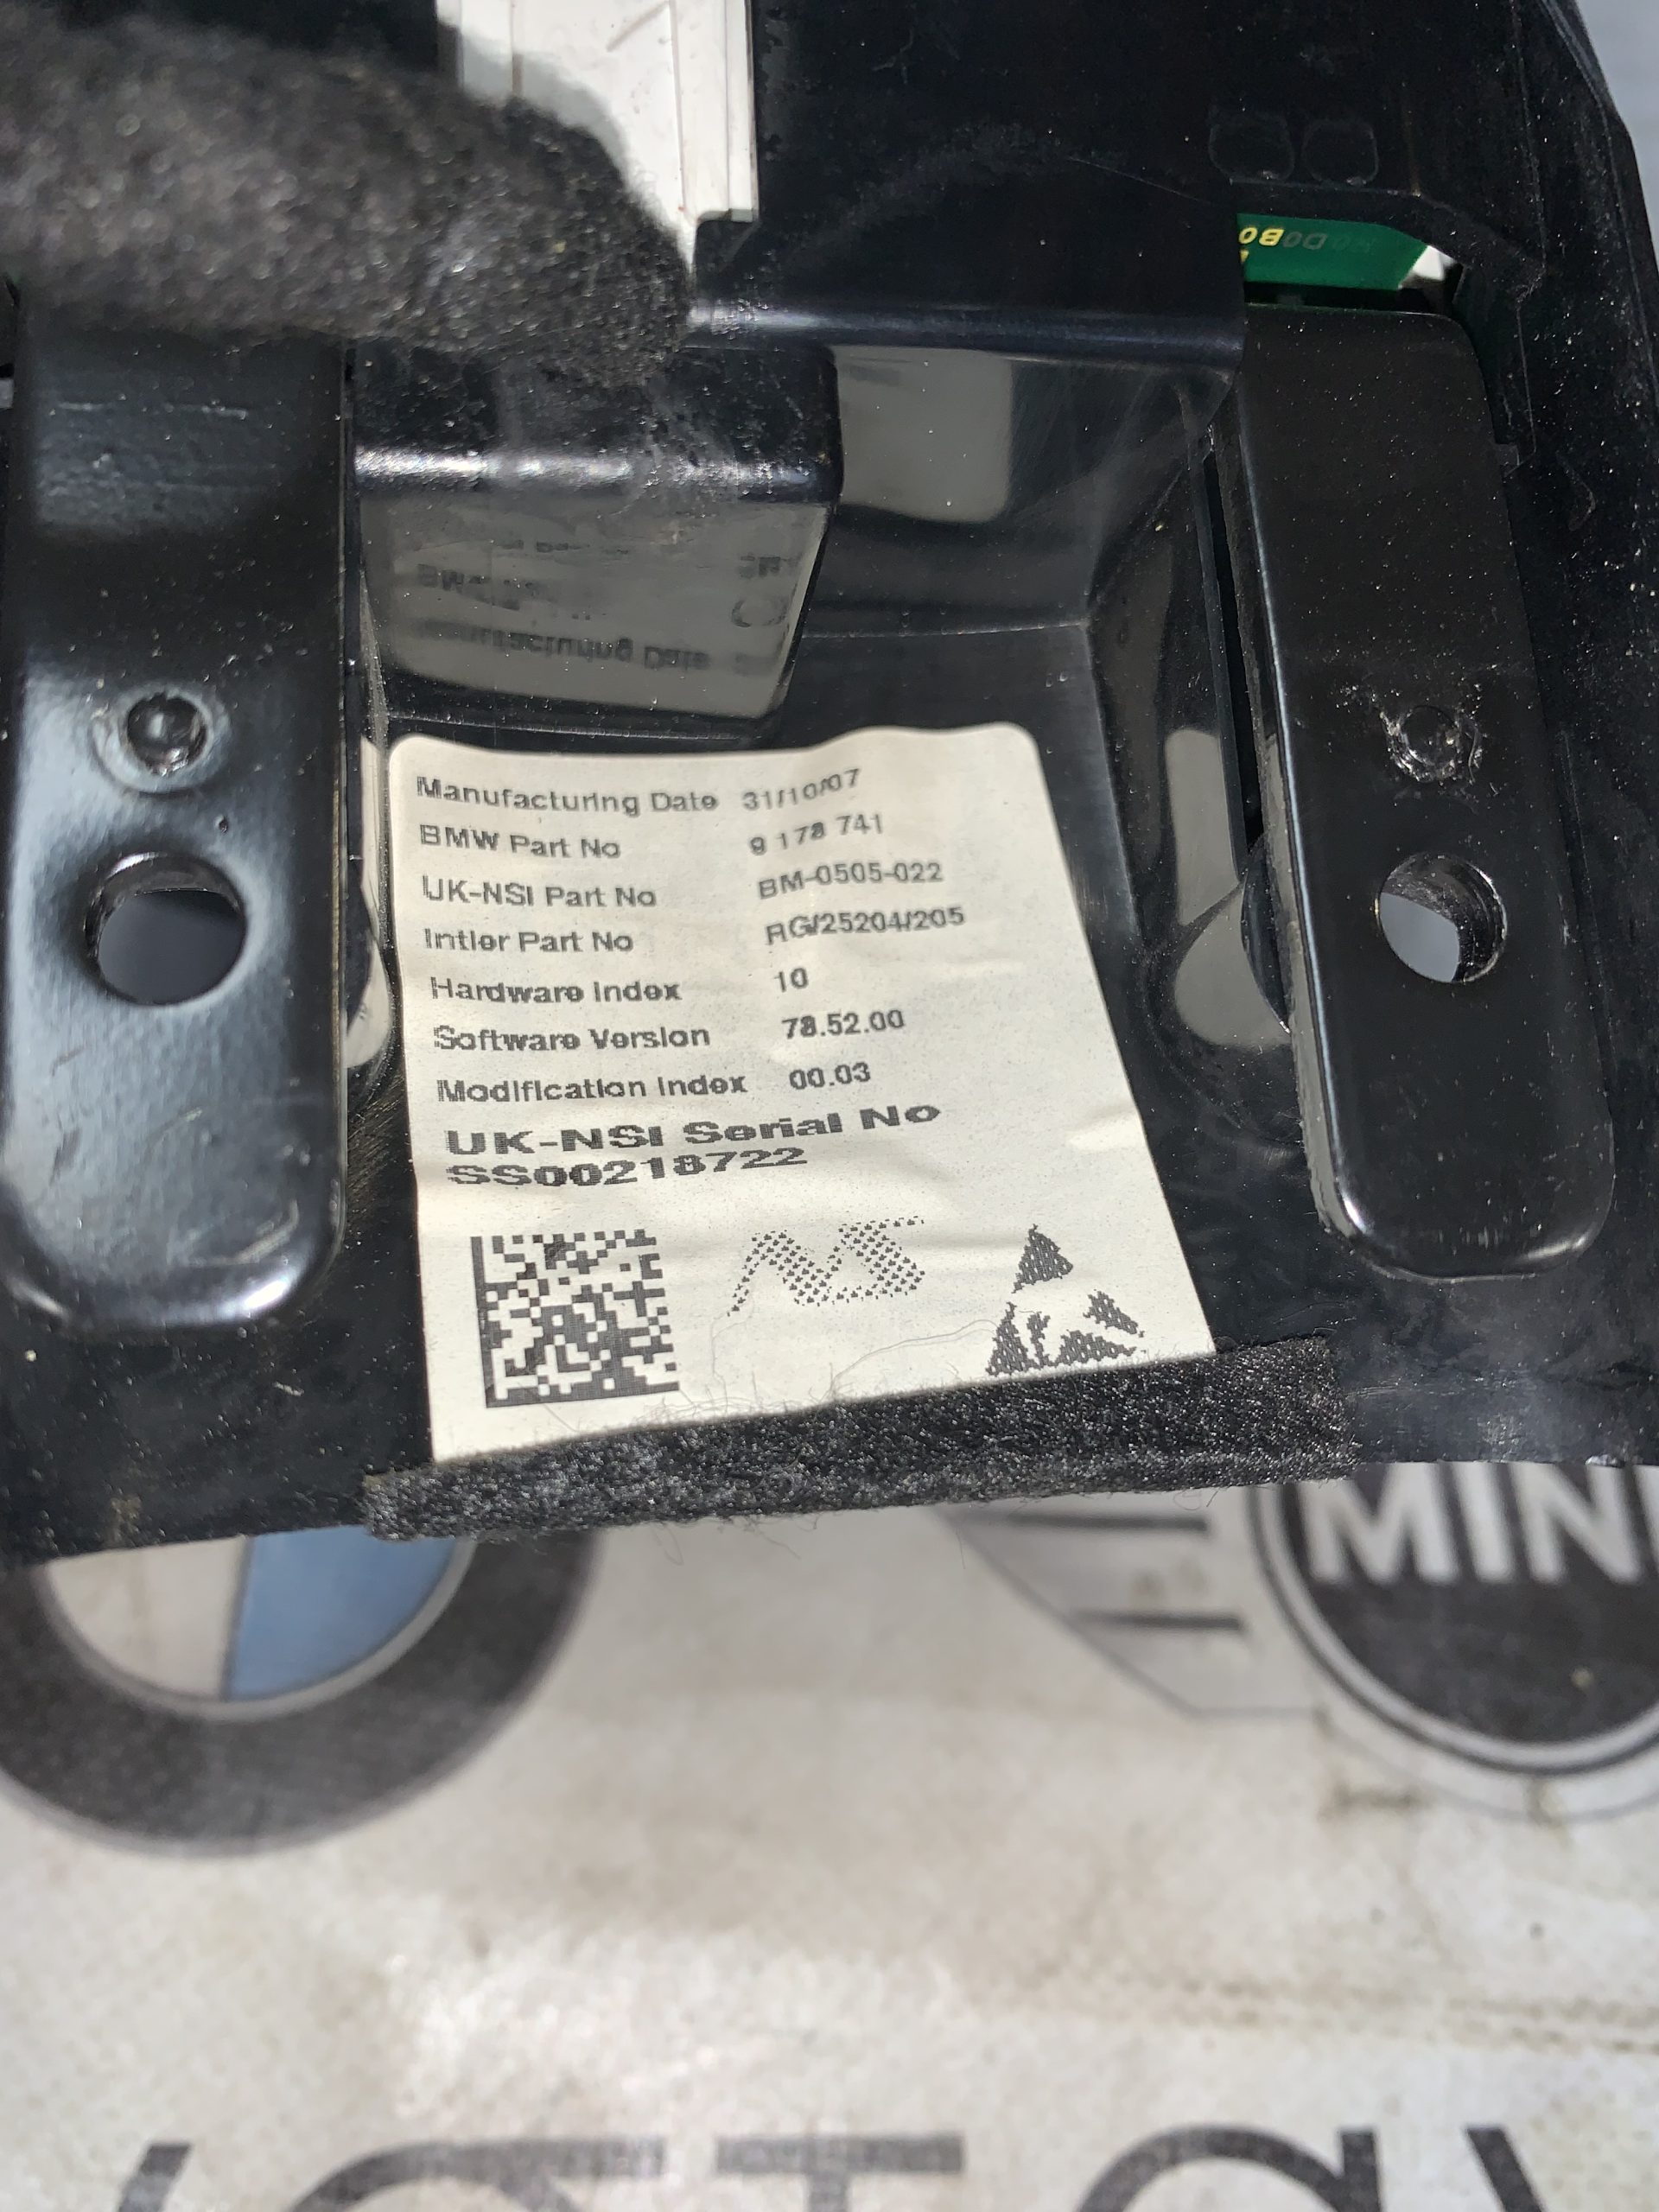 Manufacturing Date 31/10/07
BMW Part No 9 178 741
UK-NSI Part No BM-0505-022
Intier Part No RG/25204/205
Hardware Index 10
Software Version 78.52.00
Modification Index 00.03
UK-NSI Serial No
SS00218722
NS
MINI